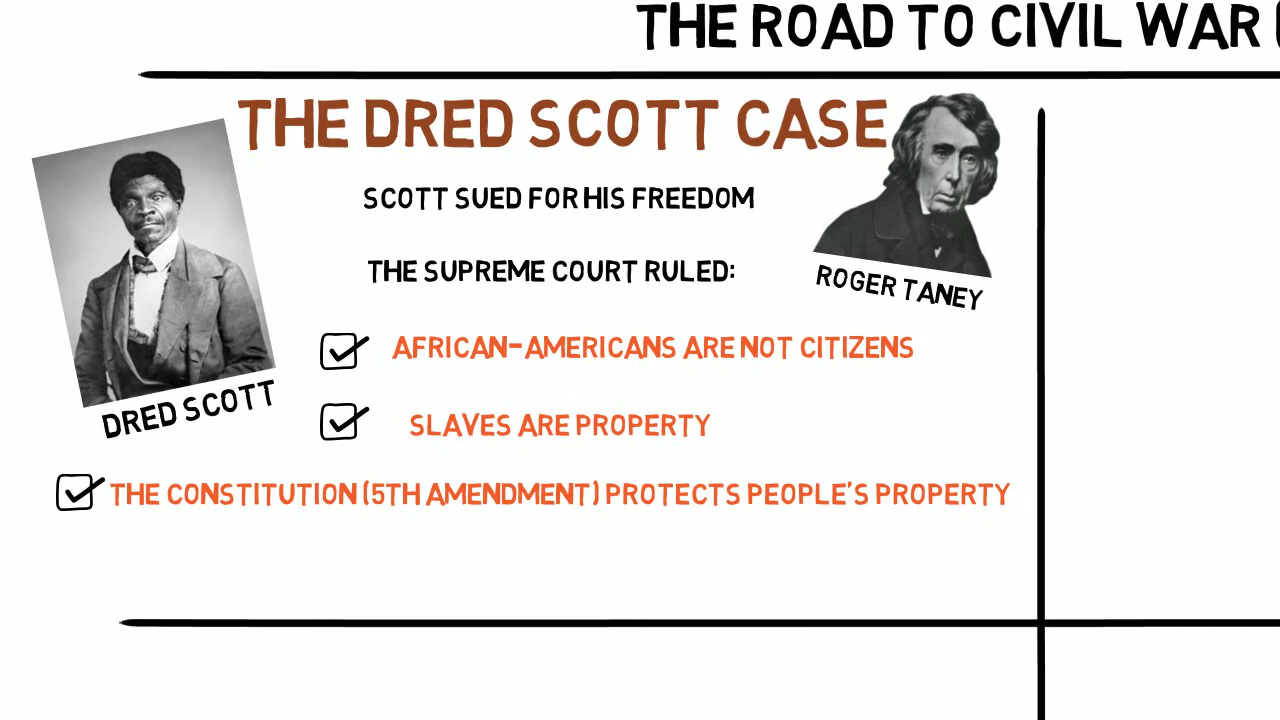 THE ROAD TO CIVIL WAR
THE DRED SCOTT CASE
SCOTT SUED FOR HIS FREEDOM
THE SUPREME COURT RULED:
ROGER TANEY
AFRICAN-AMERICANS ARE NOT CITIZENS
DRED SCOTT
SLAVES ARE PROPERTY
THE CONSTITUTION (5TH AMENDMENT) PROTECTS PEOPLE'S PROPERTY